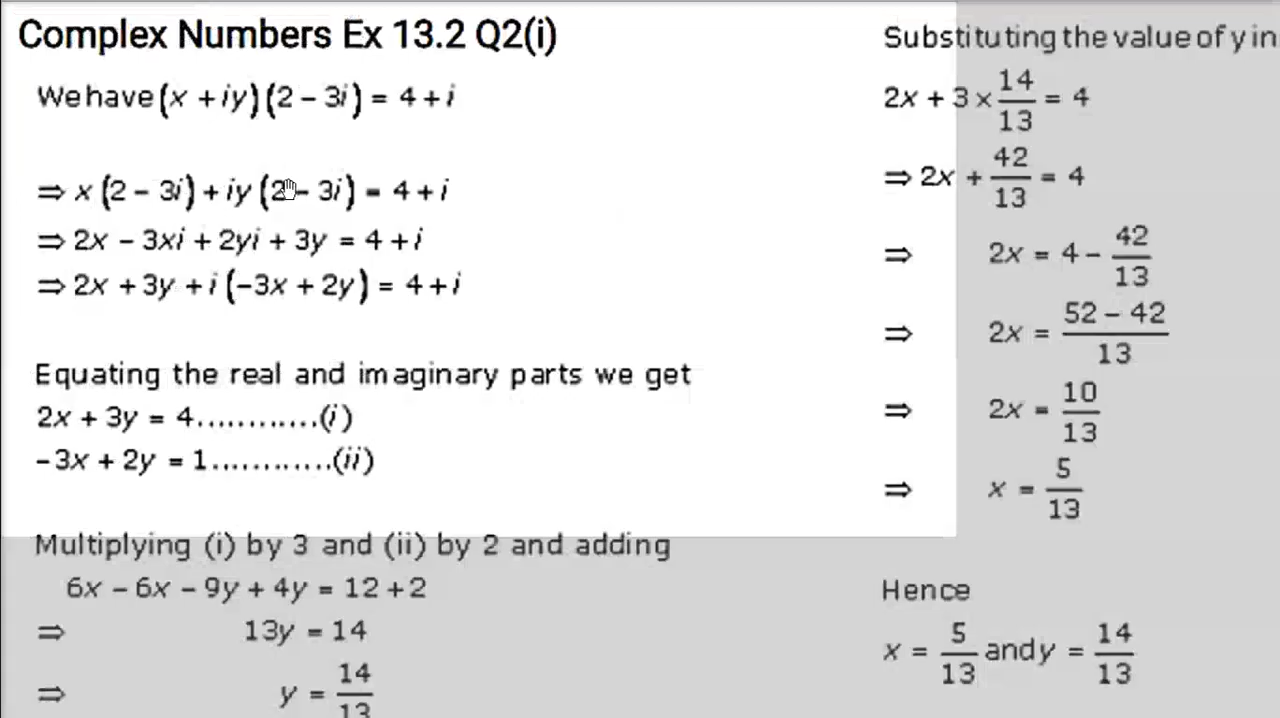 Complex Numbers Ex 13.2 Q2(i)
We have (x + iy)(2 − 3i) = 4 + i
⇒ x(2 − 3i) + iy(2 − 3i) = 4 + i
⇒ 2x − 3xi + 2yi + 3y = 4 + i
⇒ 2x + 3y + i(−3x + 2y) = 4 + i
Equating the real and imaginary parts we get
2x + 3y = 4............(i)
−3x + 2y = 1.............(ii)
Multiplying (i) by 3 and (ii) by 2 and adding
6x − 6x − 9y + 4y = 12 + 2
⇒ 13y = 14
⇒ y = 14/13
Substituting the value of y in
2x + 3 × 14/13 = 4
⇒ 2x + 42/13 = 4
⇒ 2x = 4 − 42/13
⇒ 2x = (52 − 42)/13
⇒ 2x = 10/13
⇒ x = 5/13
Hence
x = 5/13 and y = 14/13